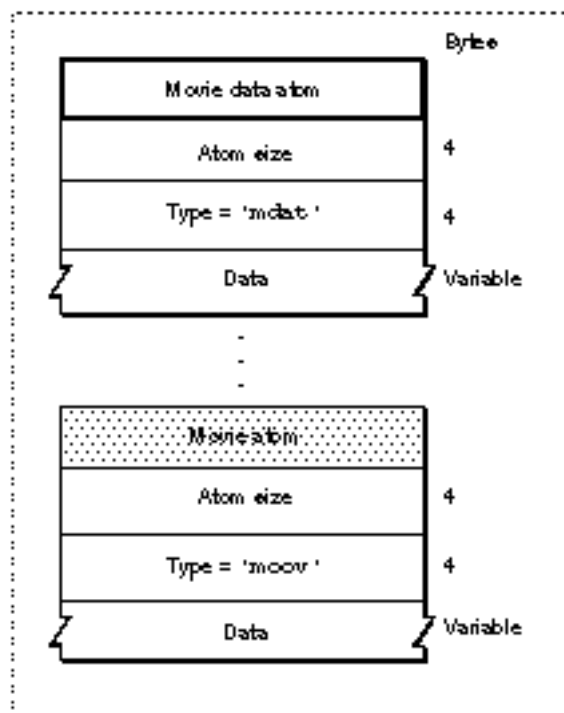 Bytes
Movie data atom
Atom size 4
Type = 'mdat' 4
Data Variable
Movie atom
Atom size 4
Type = 'moov' 4
Data Variable